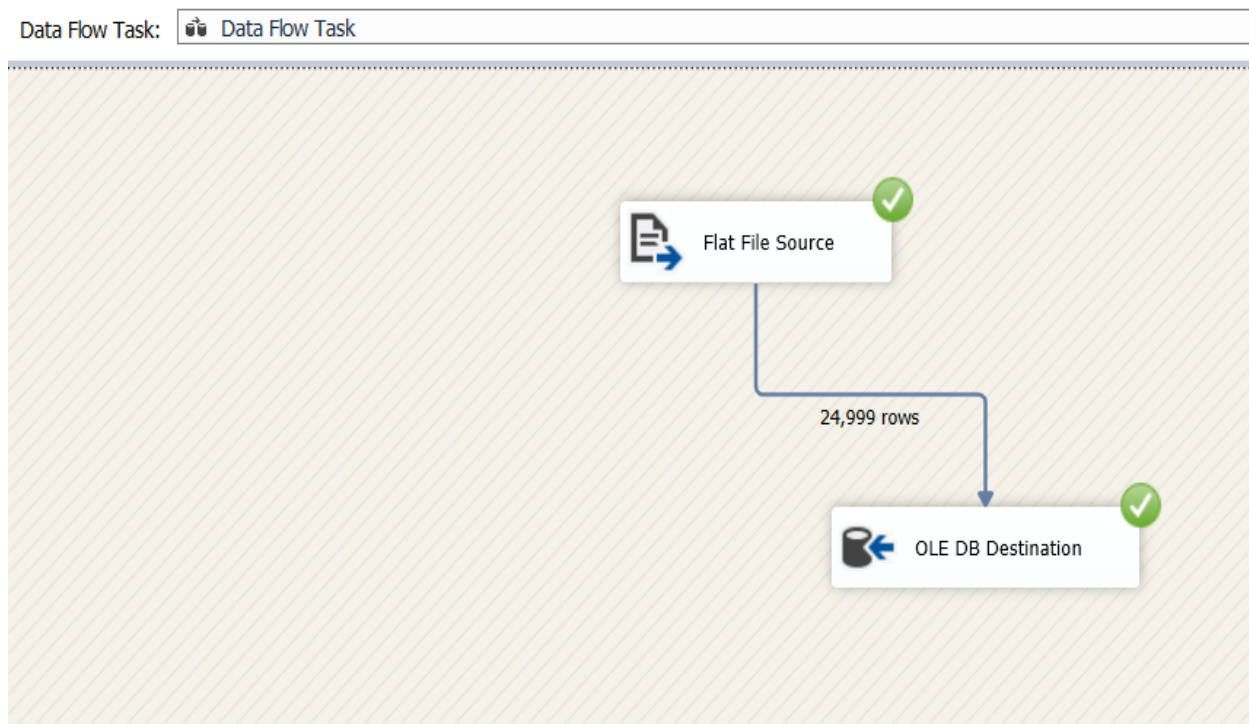 Data Flow Task: Data Flow Task
Flat File Source
24,999 rows
OLE DB Destination